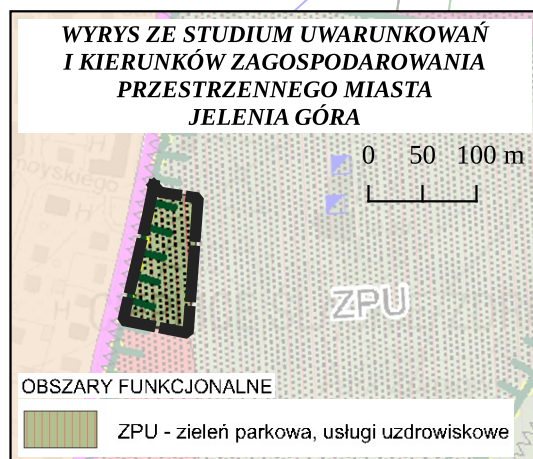 WYRYS ZE STUDIUM UWARUNKOWAŃ
I KIERUNKÓW ZAGOSPODAROWANIA
PRZESTRZENNEGO MIASTA
JELENIA GÓRA
0 50 100 m
H
H
ZPU
OBSZARY FUNKCJONALNE
ZPU - zieleń parkowa, usługi uzdrowiskowe